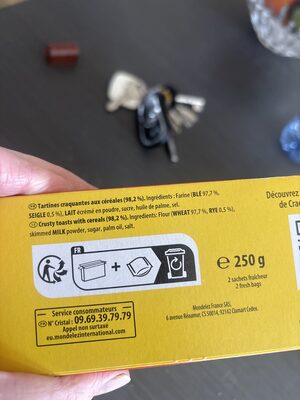 FR Tartines craquantes aux céréales (98,2 %). Ingrédients : Farine (BLÉ 97,7 %,
SEIGLE 0,5 %), LAIT écrémé en poudre, sucre, huile de palme, sel.
Crusty toasts with cereals (98,2 %). Ingredients: Flour (WHEAT 97,7 %, RYE 0,5 %),
skimmed MILK powder, sugar, palm oil, salt.
FR
+
Service consommateurs
N° Cristal : 09.69.39.79.79
Appel non surtaxé
eu.mondelezinternational.com
e 250 g
2 sachets fraîcheur
2 fresh bags
Mondelez France SAS,
6 avenue Réaumur, CS 50014, 92142 Clamart Cedex.
Découvrez
de Cra